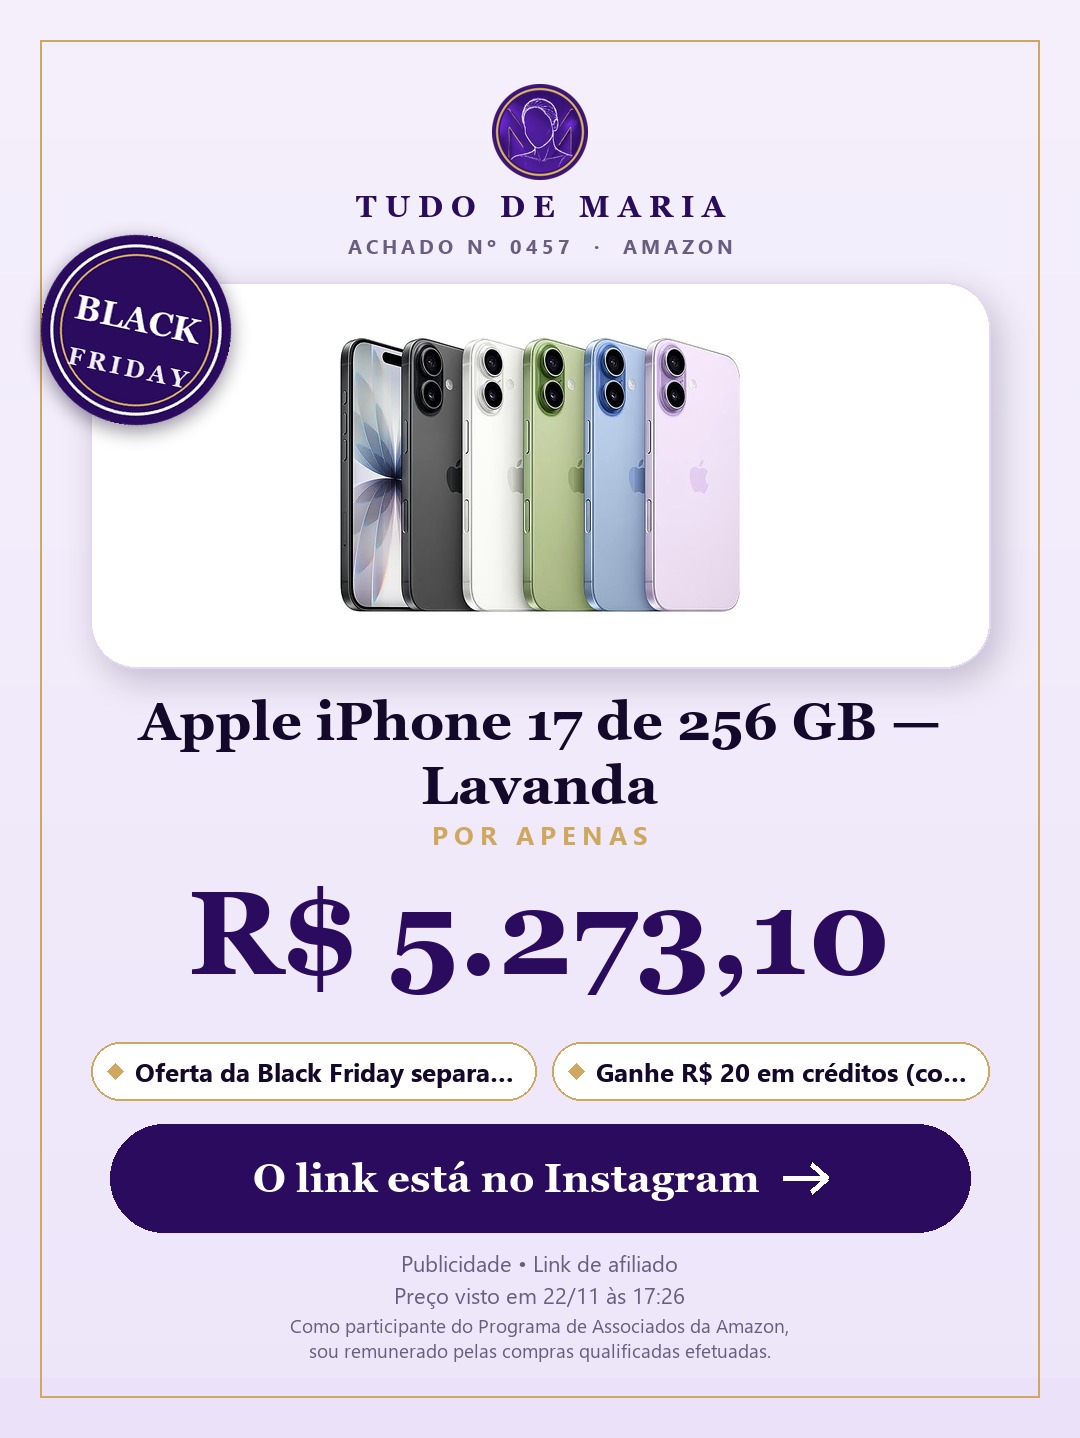 TUDO DE MARIA
ACHADO Nº 0457 · AMAZON
BLACK
FRIDAY
Apple iPhone 17 de 256 GB —
Lavanda
POR APENAS
R$ 5.273,10
Oferta da Black Friday separa...
Ganhe R$ 20 em créditos (co...
O link está no Instagram →
Publicidade • Link de afiliado
Preço visto em 22/11 às 17:26
Como participante do Programa de Associados da Amazon,
sou remunerado pelas compras qualificadas efetuadas.